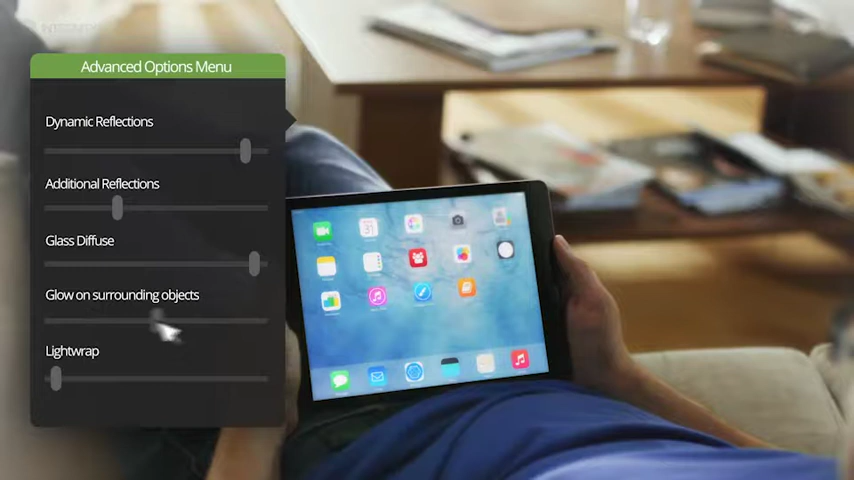 Advanced Options Menu
Dynamic Reflections
Additional Reflections
Glass Diffuse
Glow on surrounding objects
Lightwrap